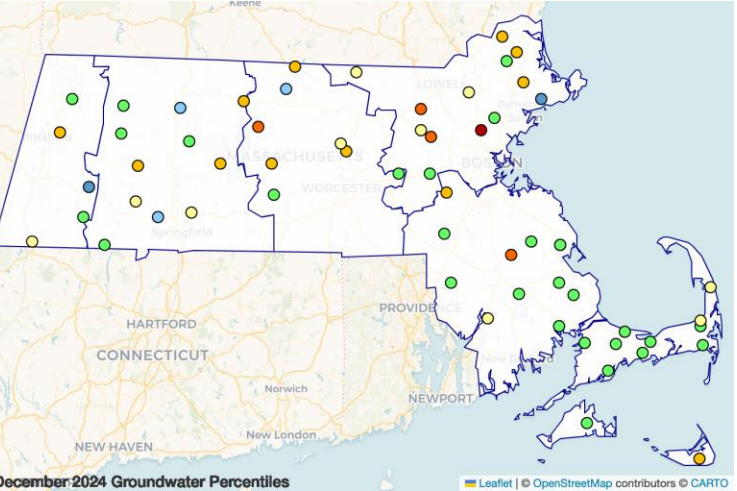 Keene
LOWELL
Pittsfield
Salem
MASSACHUSETTS
BOSTON
WORCESTER
Springfield
PROVIDENCE
HARTFORD
CONNECTICUT
New Bedford
Norwich
NEWPORT
New London
NEW HAVEN
December 2024 Groundwater Percentiles
Leaflet | © OpenStreetMap contributors © CARTO